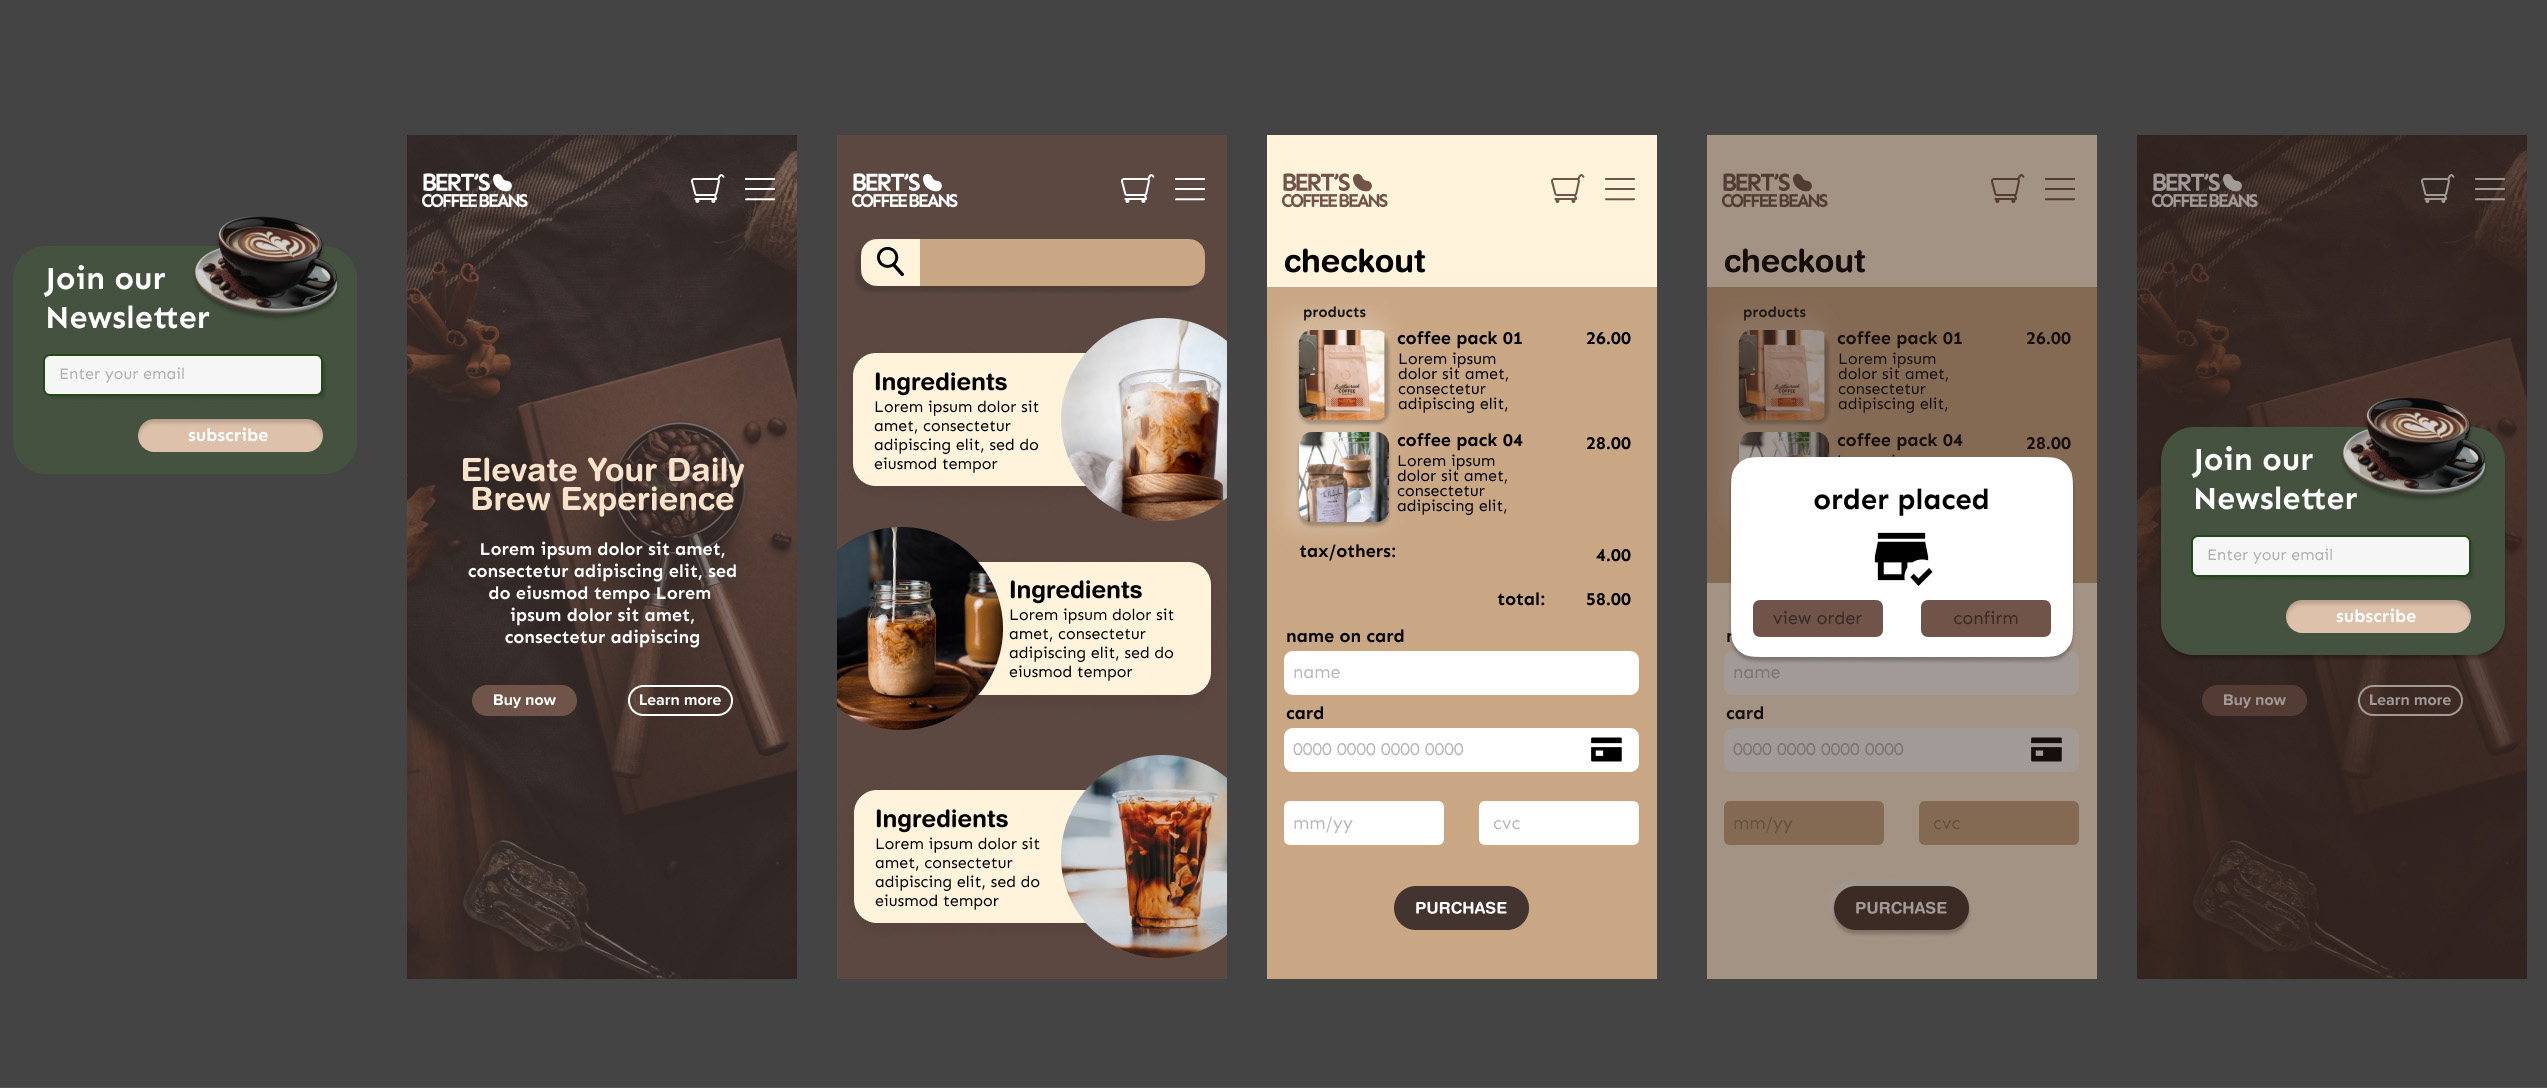 Join our
Newsletter
Enter your email
subscribe
BERT'S
COFFEE BEANS
Elevate Your Daily
Brew Experience
Lorem ipsum dolor sit amet,
consectetur adipiscing elit, sed
do eiusmod tempo Lorem
ipsum dolor sit amet,
consectetur adipiscing
Buy now
Learn more
BERT'S
COFFEE BEANS
Ingredients
Lorem ipsum dolor sit
amet, consectetur
adipiscing elit, sed do
eiusmod tempor
Ingredients
Lorem ipsum dolor sit
amet, consectetur
adipiscing elit, sed do
eiusmod tempor
Ingredients
Lorem ipsum dolor sit
amet, consectetur
adipiscing elit, sed do
eiusmod tempor
BERT'S
COFFEE BEANS
checkout
products
coffee pack 01 26.00
Lorem ipsum
dolor sit amet,
consectetur
adipiscing elit,
COFFEE
coffee pack 04 28.00
Lorem ipsum
dolor sit amet,
consectetur
adipiscing elit,
tax/others: 4.00
total: 58.00
name on card
name
card
0000 0000 0000 0000
mm/yy cvc
PURCHASE
BERT'S
COFFEE BEANS
checkout
products
coffee pack 01 26.00
Lorem ipsum
dolor sit amet,
consectetur
adipiscing elit,
COFFEE
coffee pack 04 28.00
order placed
view order confirm
name
card
0000 0000 0000 0000
mm/yy cvc
PURCHASE
BERT'S
COFFEE BEANS
Join our
Newsletter
Enter your email
subscribe
Buy now
Learn more